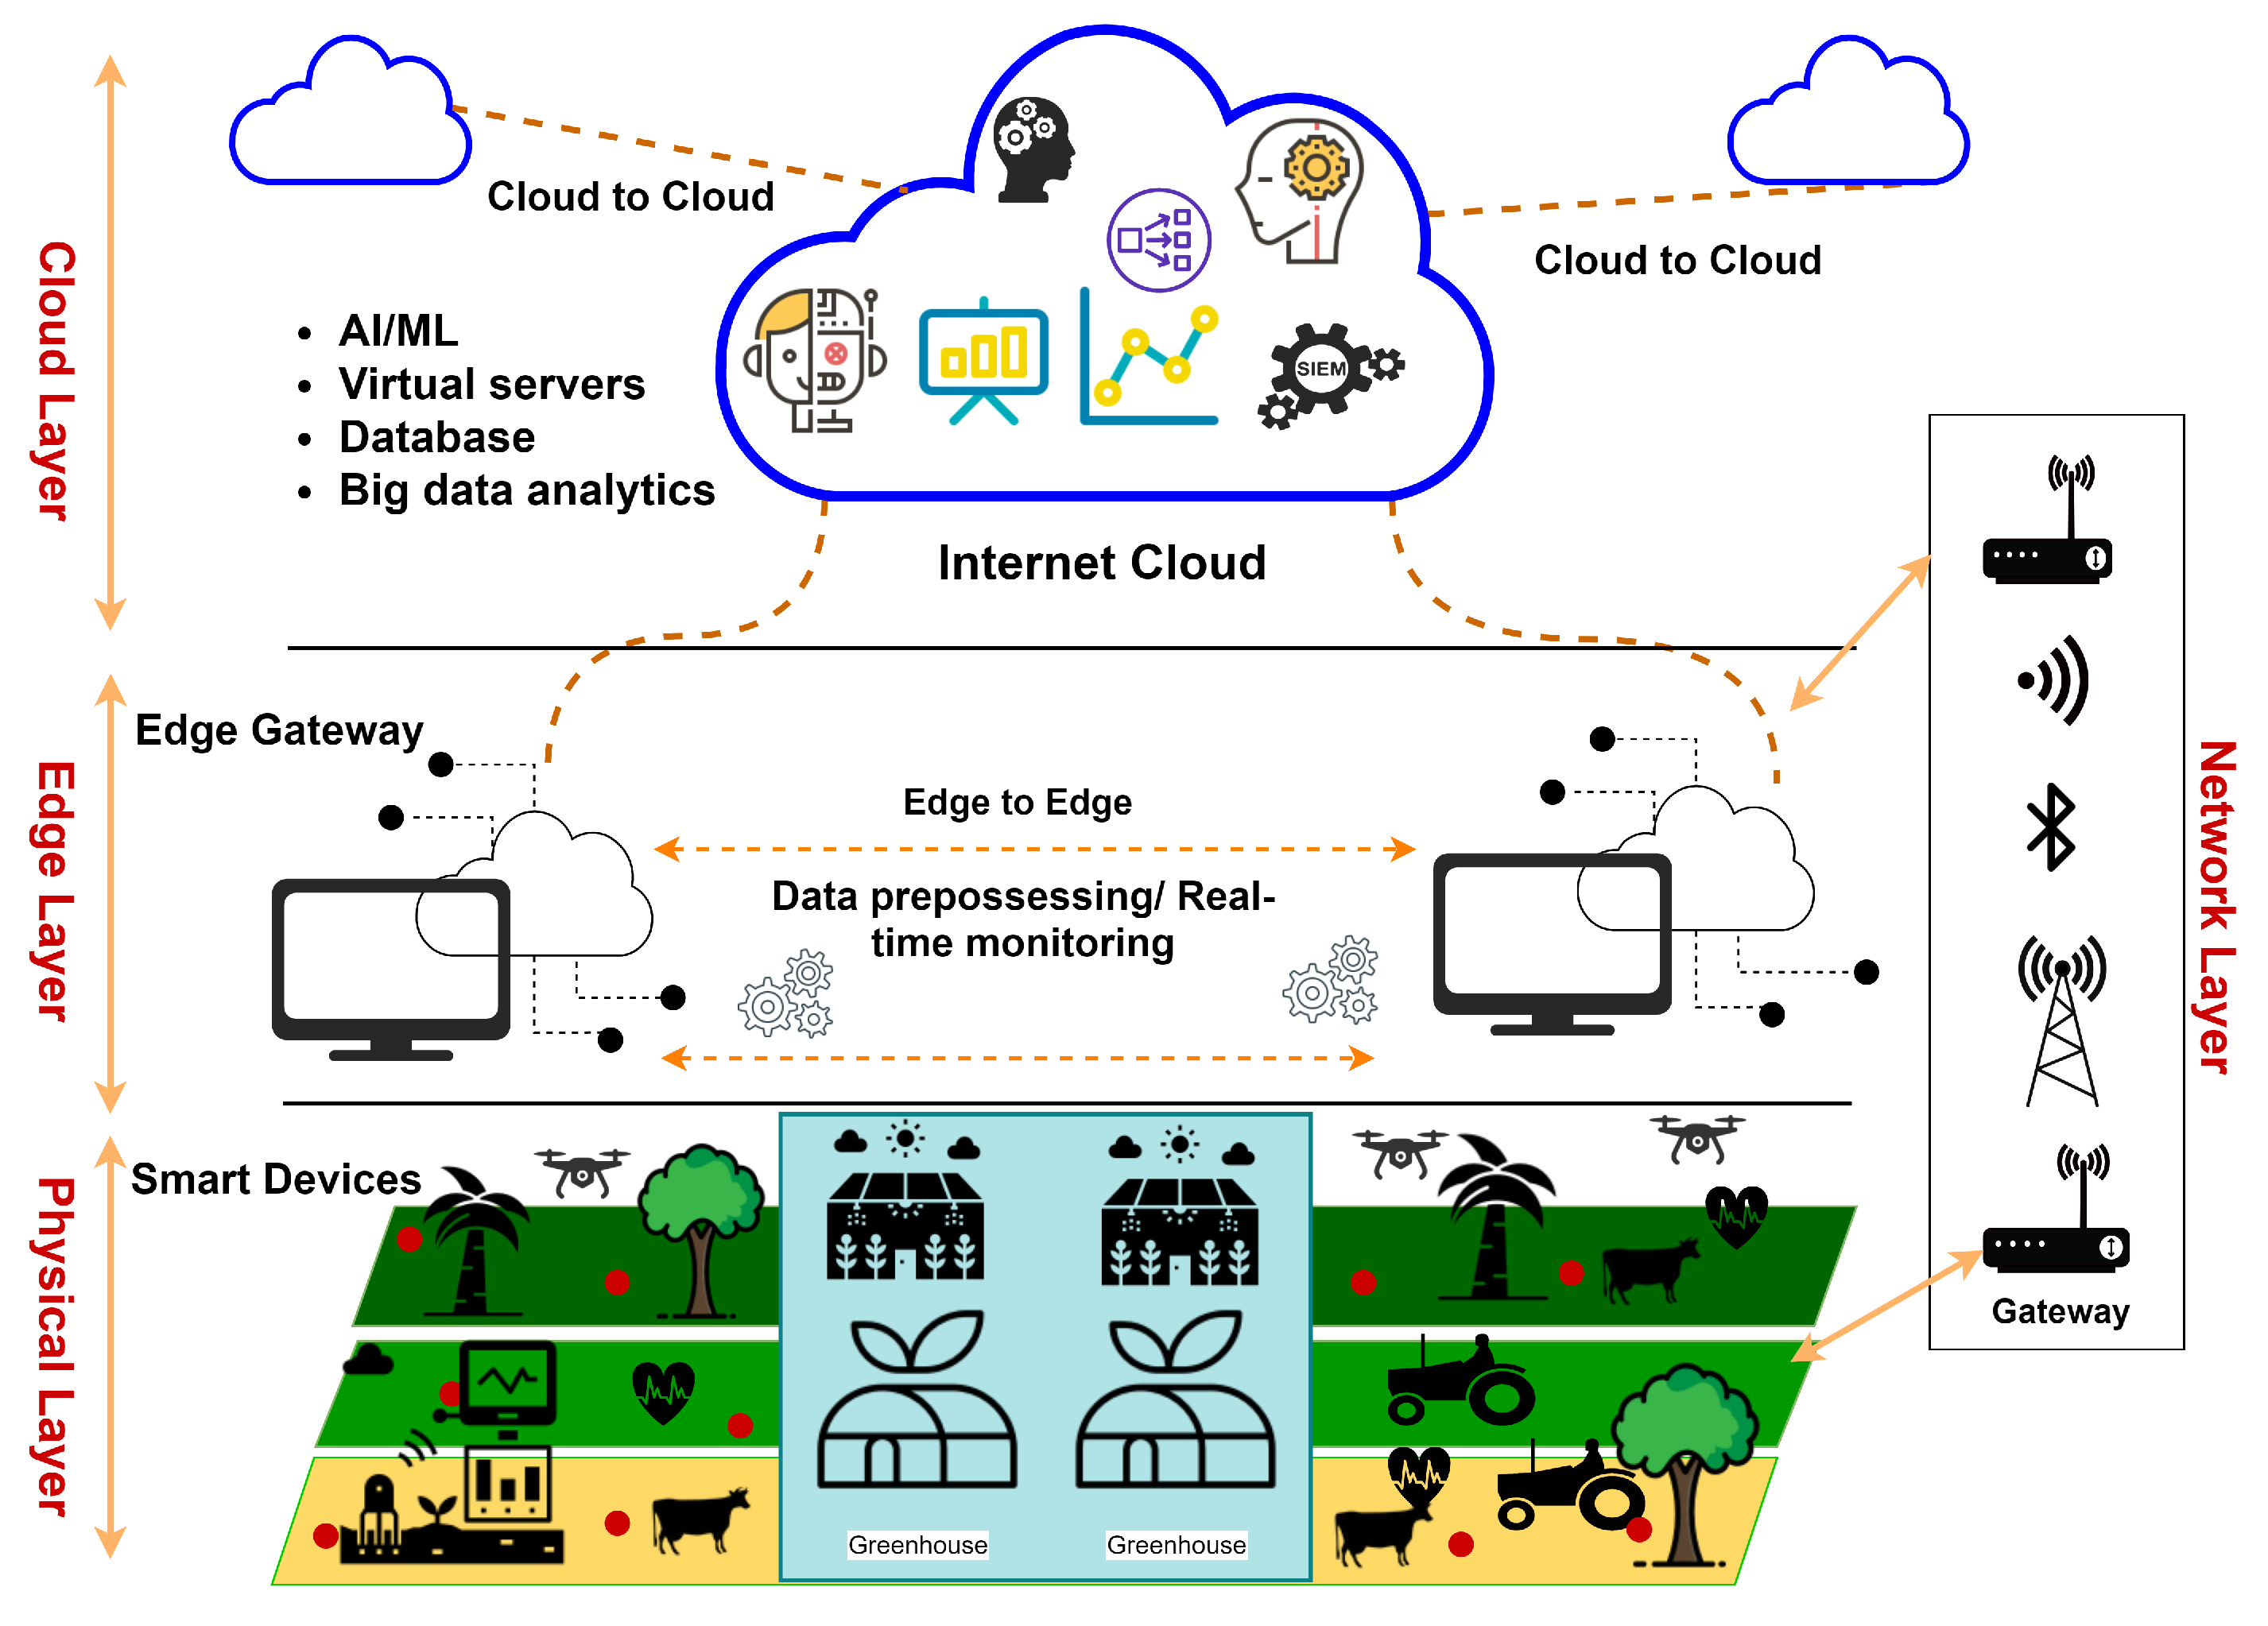 Cloud to Cloud
Cloud to Cloud
Cloud Layer
• AI/ML
• Virtual servers
• Database
• Big data analytics
SIEM
Internet Cloud
Edge Layer
Edge Gateway
Edge to Edge
Data prepossessing/ Real-
time monitoring
Network Layer
Gateway
Physical Layer
Smart Devices
Greenhouse
Greenhouse